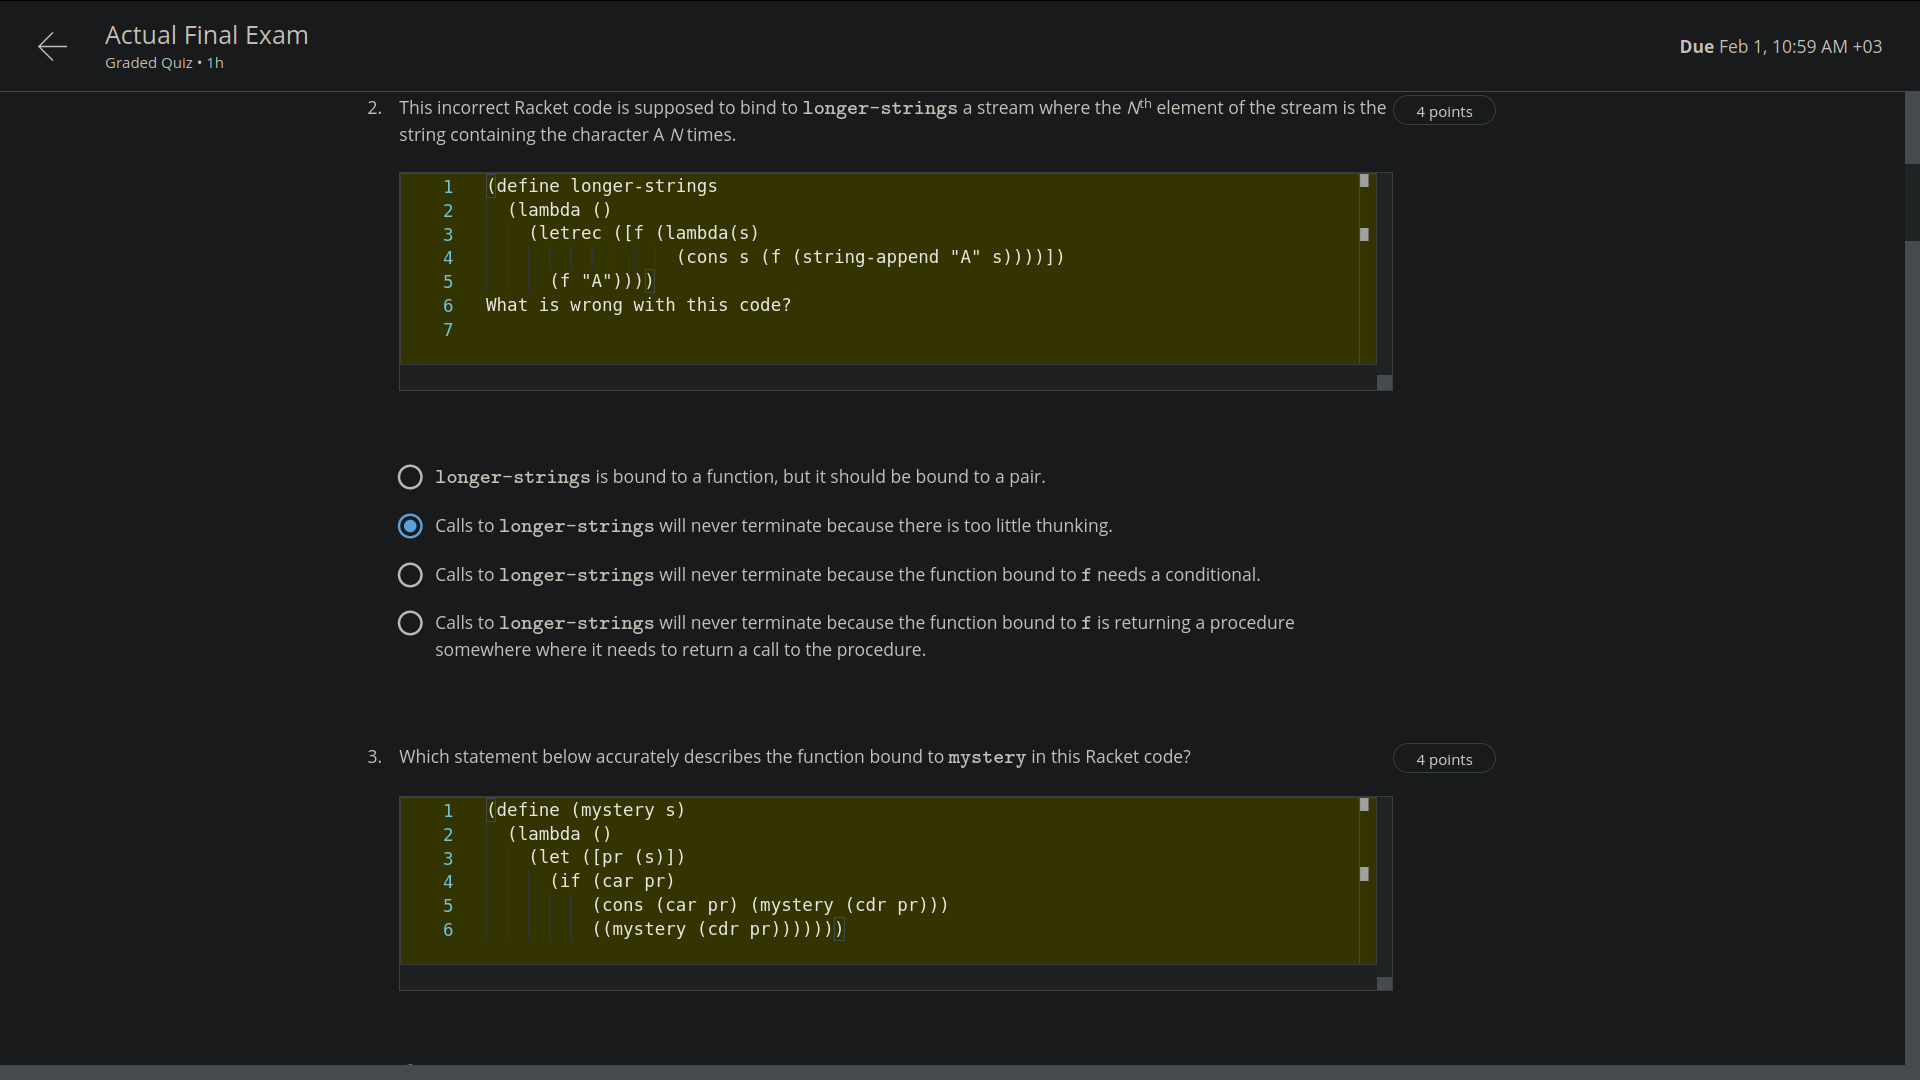 Actual Final Exam
Graded Quiz • 1h
Due Feb 1, 10:59 AM +03
2. This incorrect Racket code is supposed to bind to longer-strings a stream where the Nth element of the stream is the
string containing the character A N times.
4 points
1 (define longer-strings
2   (lambda ()
3     (letrec ([f (lambda(s)
4                   (cons s (f (string-append "A" s))))])
5       (f "A"))))
6 What is wrong with this code?
7
longer-strings is bound to a function, but it should be bound to a pair.
Calls to longer-strings will never terminate because there is too little thunking.
Calls to longer-strings will never terminate because the function bound to f needs a conditional.
Calls to longer-strings will never terminate because the function bound to f is returning a procedure
somewhere where it needs to return a call to the procedure.
3. Which statement below accurately describes the function bound to mystery in this Racket code?
4 points
1 (define (mystery s)
2   (lambda ()
3     (let ([pr (s)])
4       (if (car pr)
5           (cons (car pr) (mystery (cdr pr)))
6           ((mystery (cdr pr)))))))